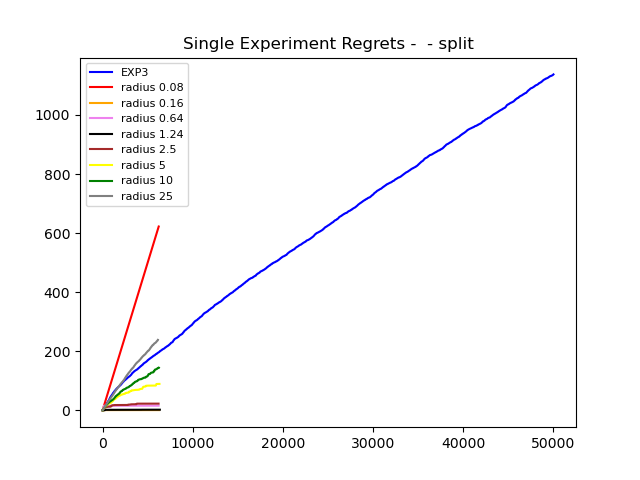 Single Experiment Regrets -  - split
EXP3
radius 0.08
radius 0.16
radius 0.64
radius 1.24
radius 2.5
radius 5
radius 10
radius 25
1000
800
600
400
200
0
0 10000 20000 30000 40000 50000